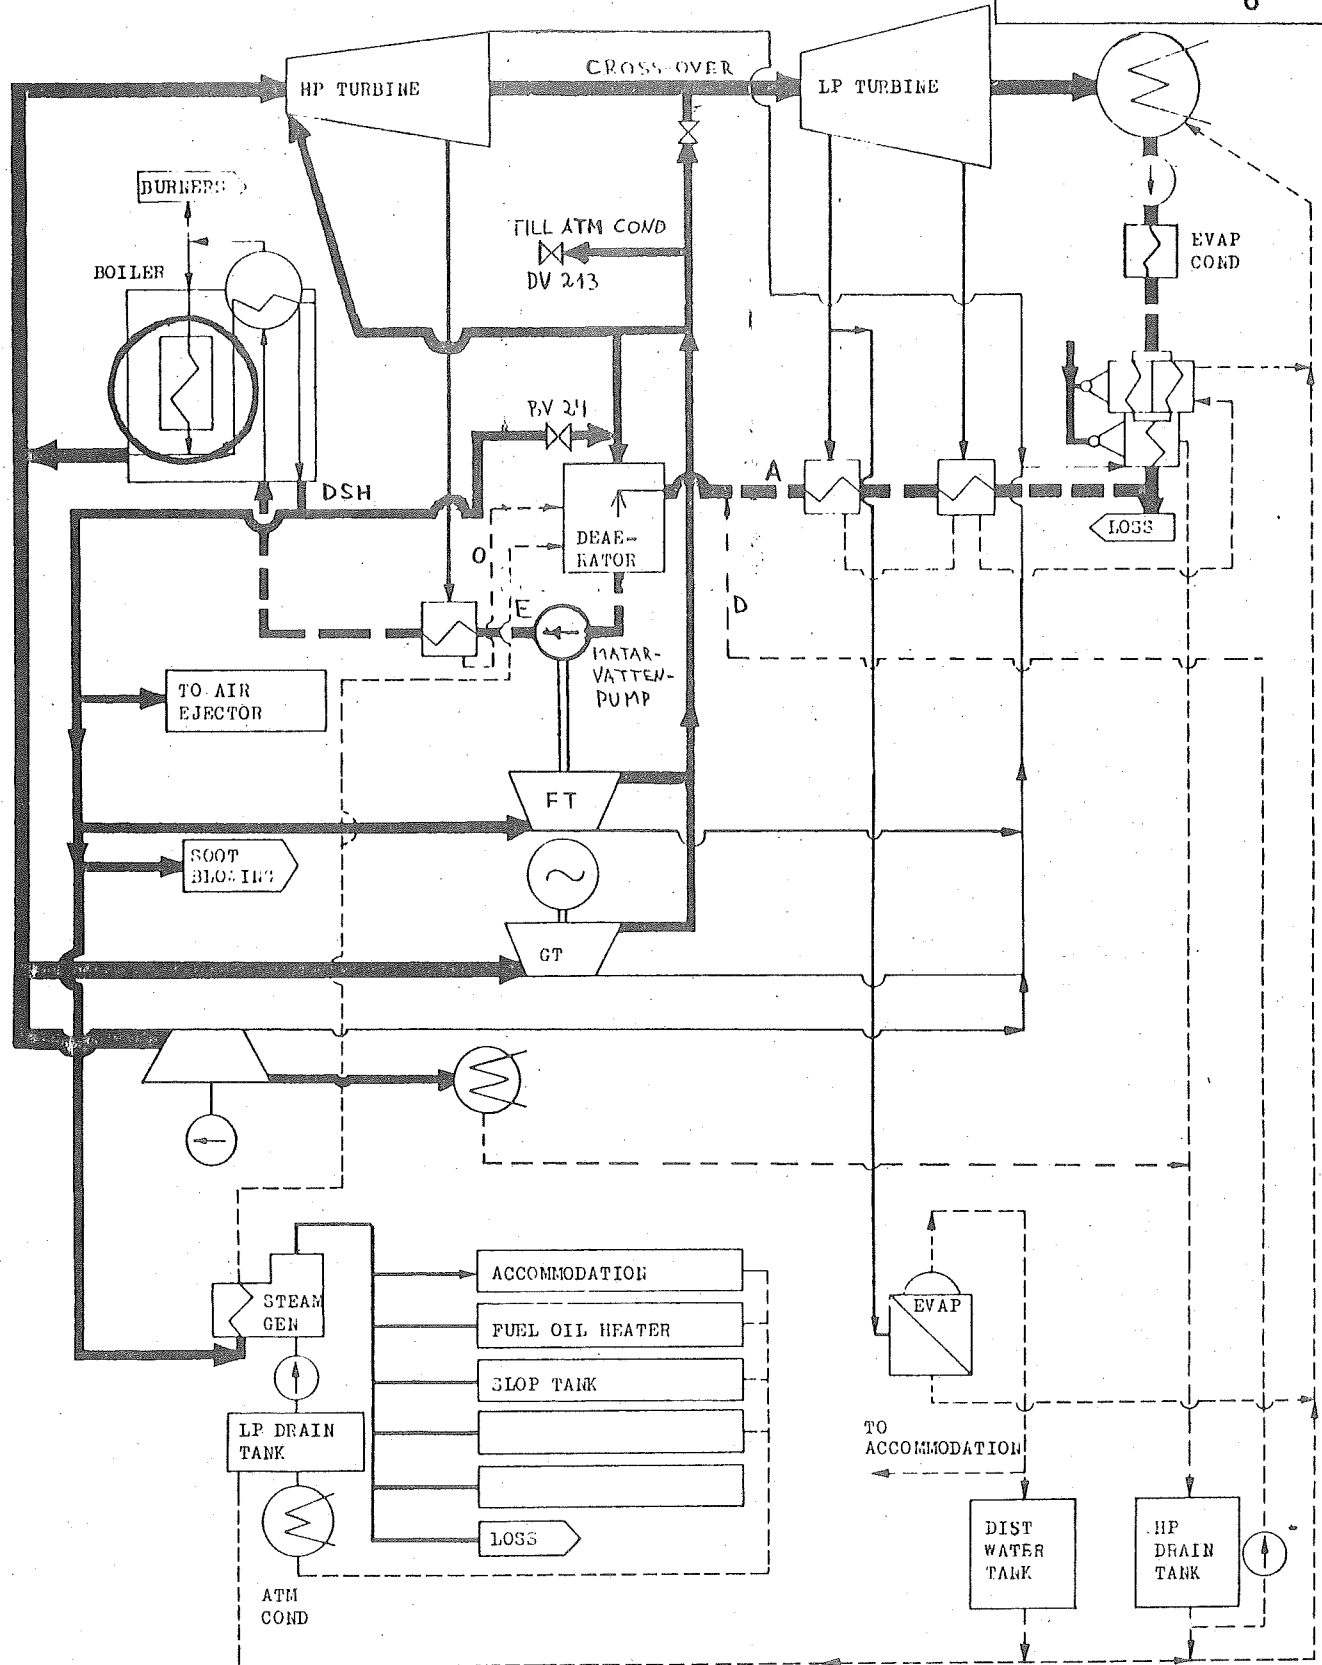 6
CROSS-OVER
HP TURBINE
LP TURBINE
BURNERS
TILL ATM COND
DV 213
EVAP
COND
BOILER
BV 24
A
DSH
LOSS
DEAE-
RATOR
O
E
D
MATAR-
VATTEN-
PUMP
TO AIR
EJECTOR
FT
SOOT
BLOWING
GT
ACCOMMODATION
STEAM
GEN
EVAP
FUEL OIL HEATER
SLOP TANK
LP DRAIN
TANK
TO
ACCOMMODATION
LOSS
DIST
WATER
TANK
HP
DRAIN
TANK
ATM
COND